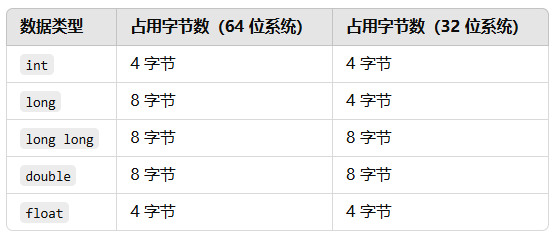 数据类型 占用字节数（64 位系统） 占用字节数（32 位系统）
int 4 字节 4 字节
long 8 字节 4 字节
long long 8 字节 8 字节
double 8 字节 8 字节
float 4 字节 4 字节